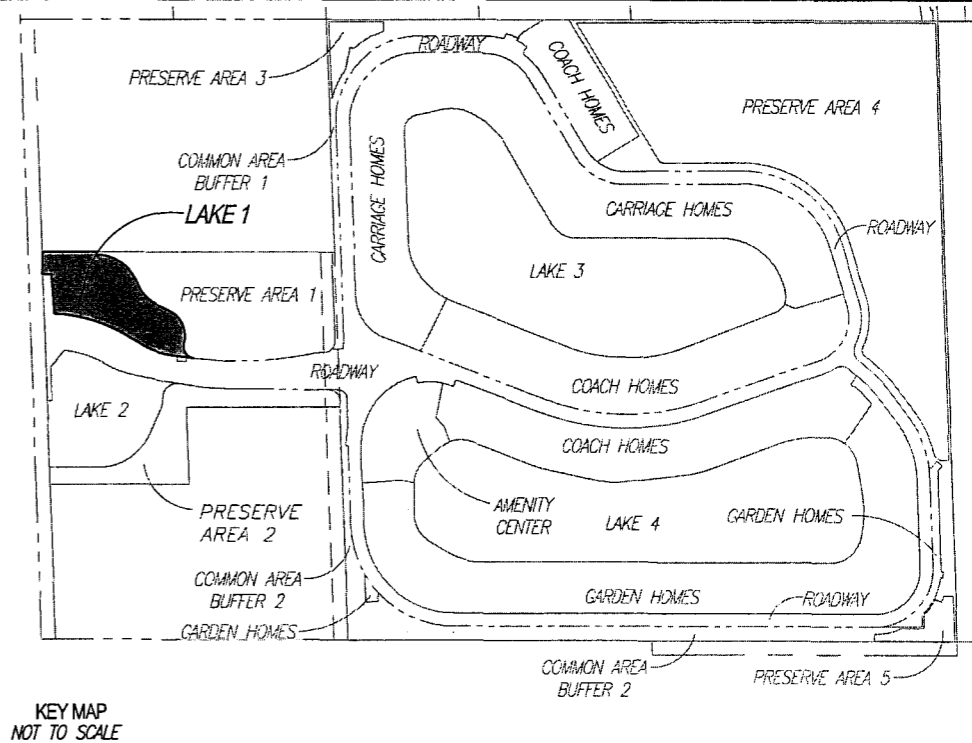 ROADWAY
COACH HOMES
PRESERVE AREA 3
PRESERVE AREA 4
COMMON AREA
BUFFER 1
CARRIAGE HOMES
LAKE 1
CARRIAGE HOMES
ROADWAY
LAKE 3
PRESERVE AREA 1
ROADWAY
COACH HOMES
LAKE 2
COACH HOMES
PRESERVE
AREA 2
AMENITY
CENTER
LAKE 4
GARDEN HOMES
COMMON AREA
BUFFER 2
GARDEN HOMES
ROADWAY
GARDEN HOMES
COMMON AREA
BUFFER 2
PRESERVE AREA 5
KEY MAP
NOT TO SCALE